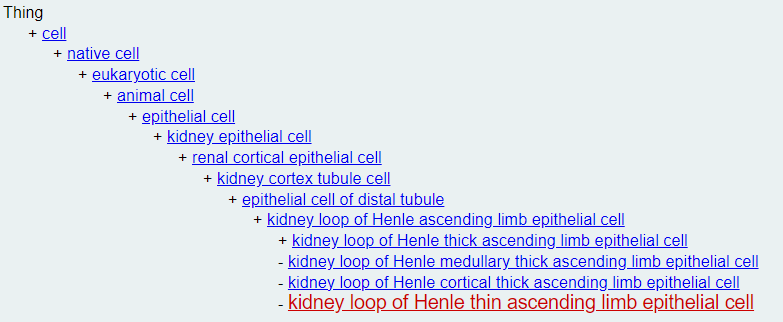 Thing
+ cell
+ native cell
+ eukaryotic cell
+ animal cell
+ epithelial cell
+ kidney epithelial cell
+ renal cortical epithelial cell
+ kidney cortex tubule cell
+ epithelial cell of distal tubule
+ kidney loop of Henle ascending limb epithelial cell
+ kidney loop of Henle thick ascending limb epithelial cell
- kidney loop of Henle medullary thick ascending limb epithelial cell
- kidney loop of Henle cortical thick ascending limb epithelial cell
- kidney loop of Henle thin ascending limb epithelial cell